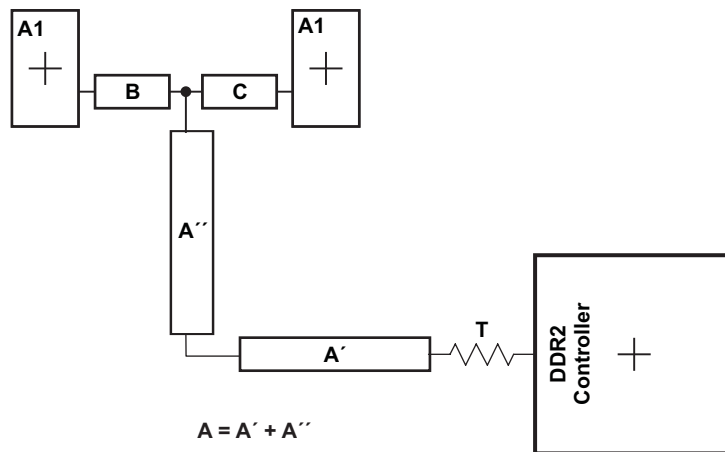 A1
A1
B
C
A´´
T
A´
DDR2
Controller
A = A´ + A´´